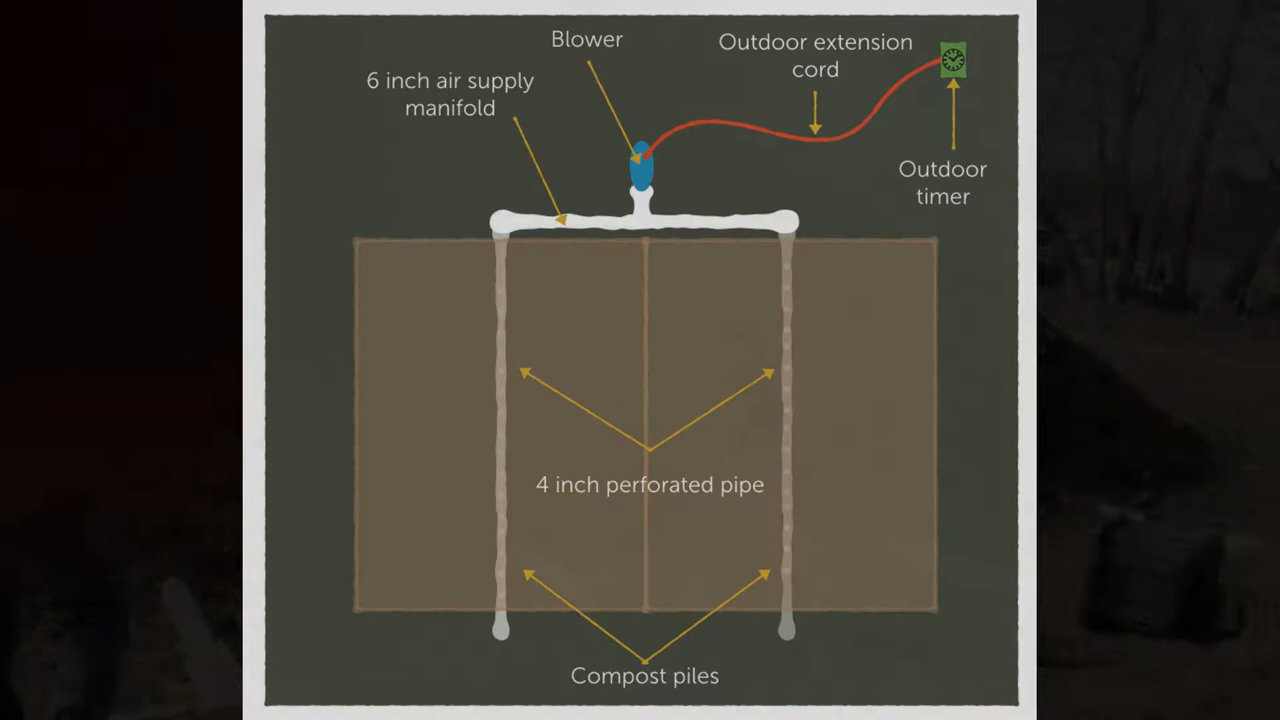 Blower
Outdoor extension
cord
6 inch air supply
manifold
Outdoor
timer
4 inch perforated pipe
Compost piles